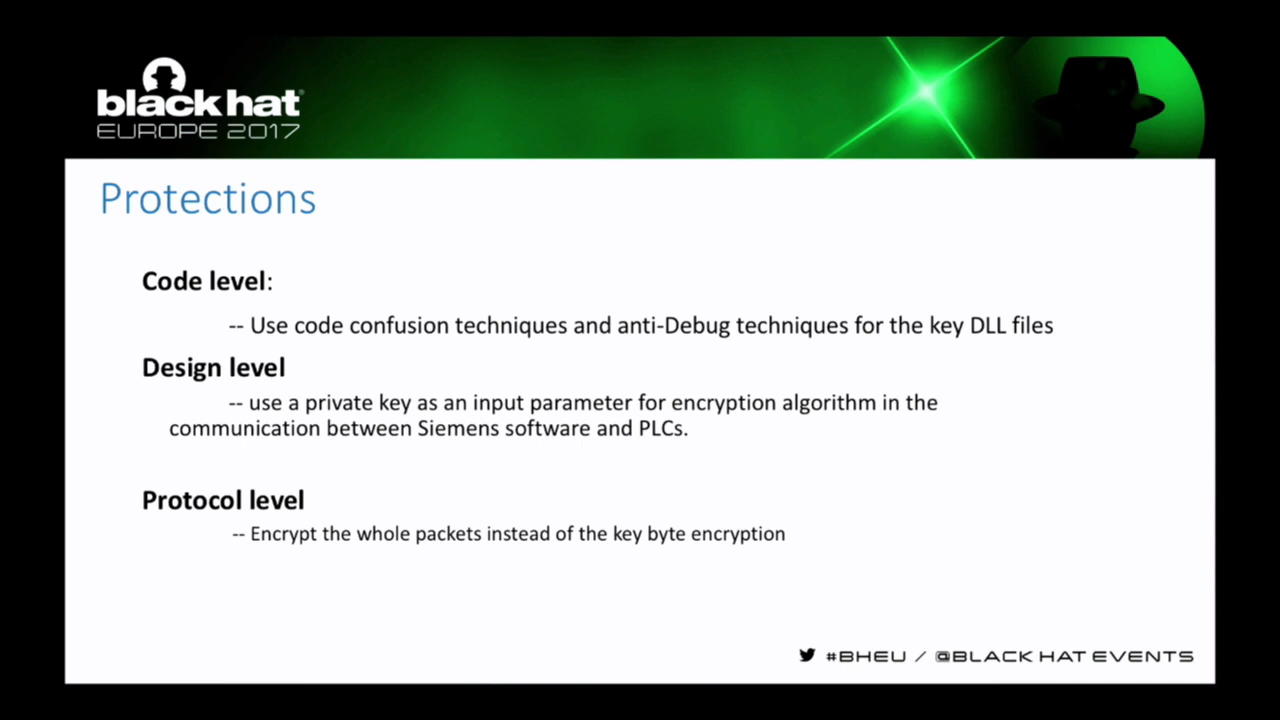 black hat
EUROPE 2017
Protections
Code level:
-- Use code confusion techniques and anti-Debug techniques for the key DLL files
Design level
-- use a private key as an input parameter for encryption algorithm in the
communication between Siemens software and PLCs.
Protocol level
-- Encrypt the whole packets instead of the key byte encryption
#BHEU / @BLACK HAT EVENTS